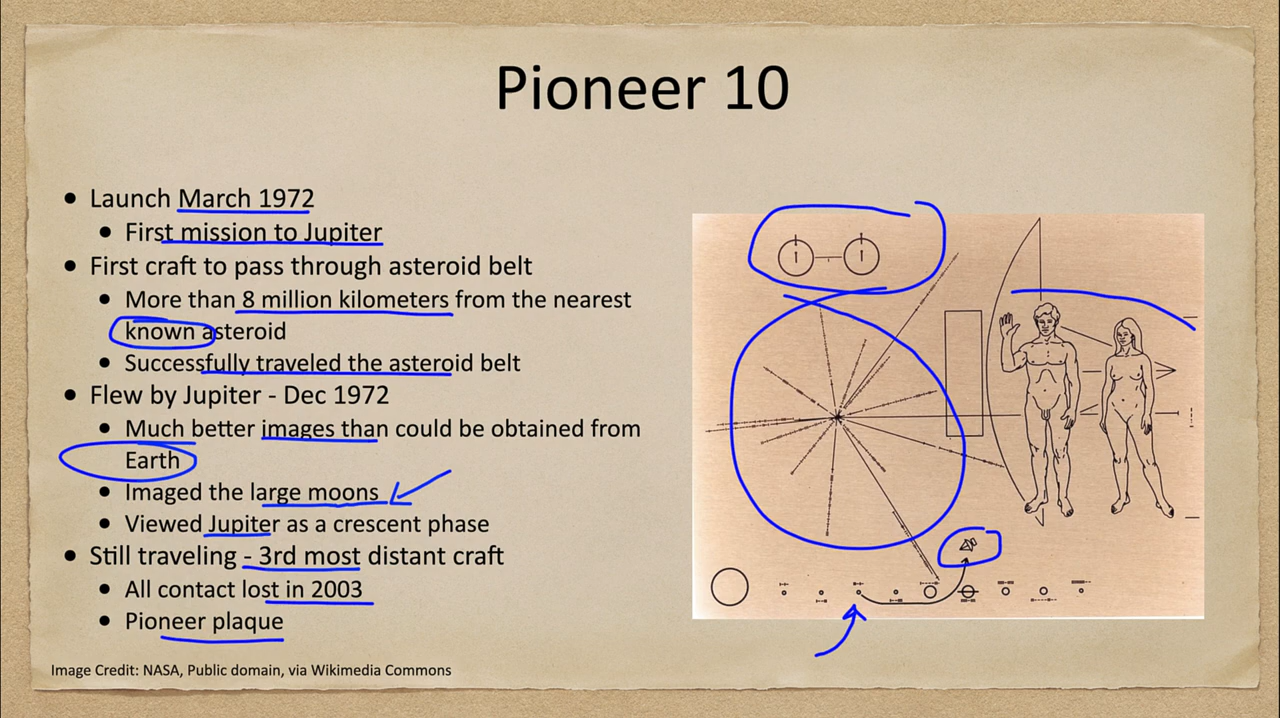 Pioneer 10
Launch March 1972
First mission to Jupiter
First craft to pass through asteroid belt
More than 8 million kilometers from the nearest
known asteroid
Successfully traveled the asteroid belt
Flew by Jupiter - Dec 1972
Much better images than could be obtained from
Earth
Imaged the large moons
Viewed Jupiter as a crescent phase
Still traveling - 3rd most distant craft
All contact lost in 2003
Pioneer plaque
Image Credit: NASA, Public domain, via Wikimedia Commons